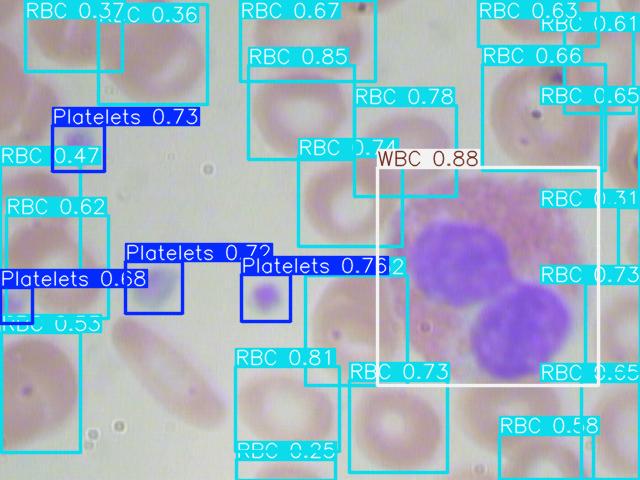 RBC 0.37
C 0.36
RBC 0.67
RBC 0.63
RBC 0.61
RBC 0.85
RBC 0.66
RBC 0.78
RBC 0.65
Platelets 0.73
RBC 0.47
RBC 0.74
WBC 0.88
RBC 0.62
RBC 0.31
Platelets 0.72
Platelets 0.76
2
Platelets 0.68
RBC 0.73
RBC 0.53
RBC 0.81
RBC 0.73
RBC 0.65
RBC 0.58
RBC 0.25